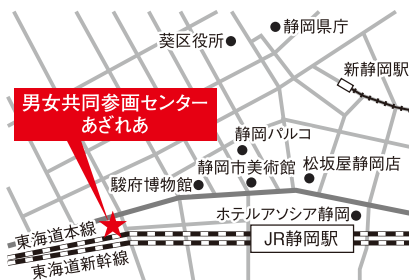 静岡県庁
葵区役所
新静岡駅
男女共同参画センター
あざれあ
静岡パルコ
静岡市美術館
松坂屋静岡店
駿府博物館
ホテルアソシア静岡
東海道本線
JR静岡駅
東海道新幹線